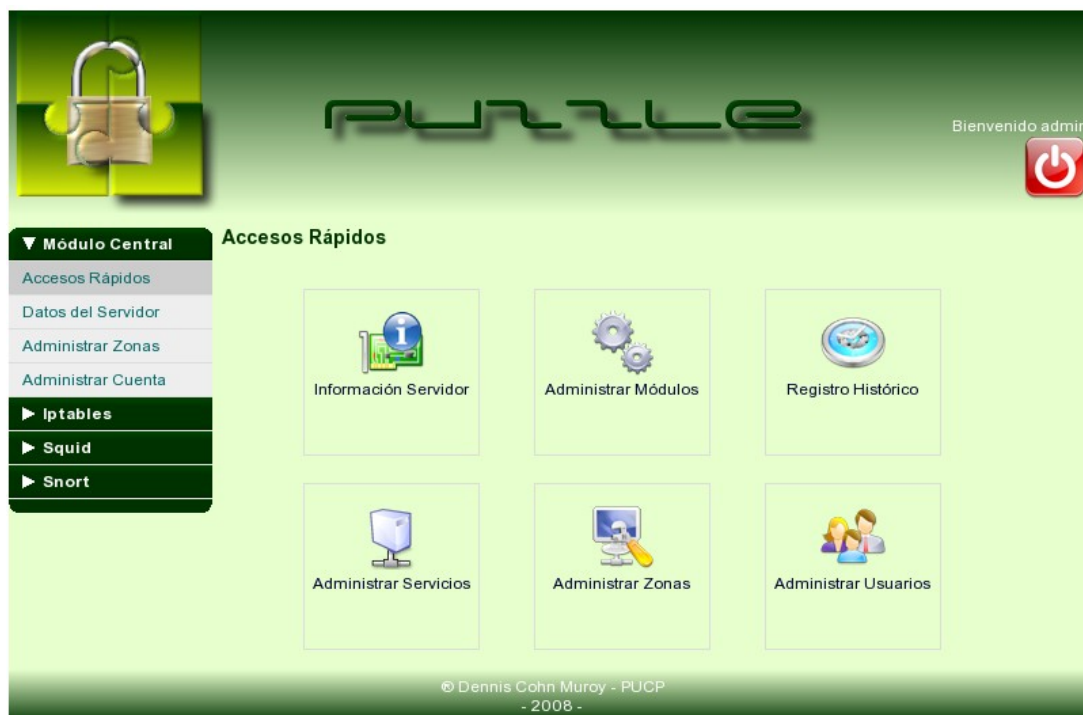 PUZZLE
Bienvenido admin
Módulo Central
Accesos Rápidos
Datos del Servidor
Administrar Zonas
Administrar Cuenta
Iptables
Squid
Snort
Accesos Rápidos
Información Servidor
Administrar Módulos
Registro Histórico
Administrar Servicios
Administrar Zonas
Administrar Usuarios
® Dennis Cohn Muroy - PUCP
- 2008 -